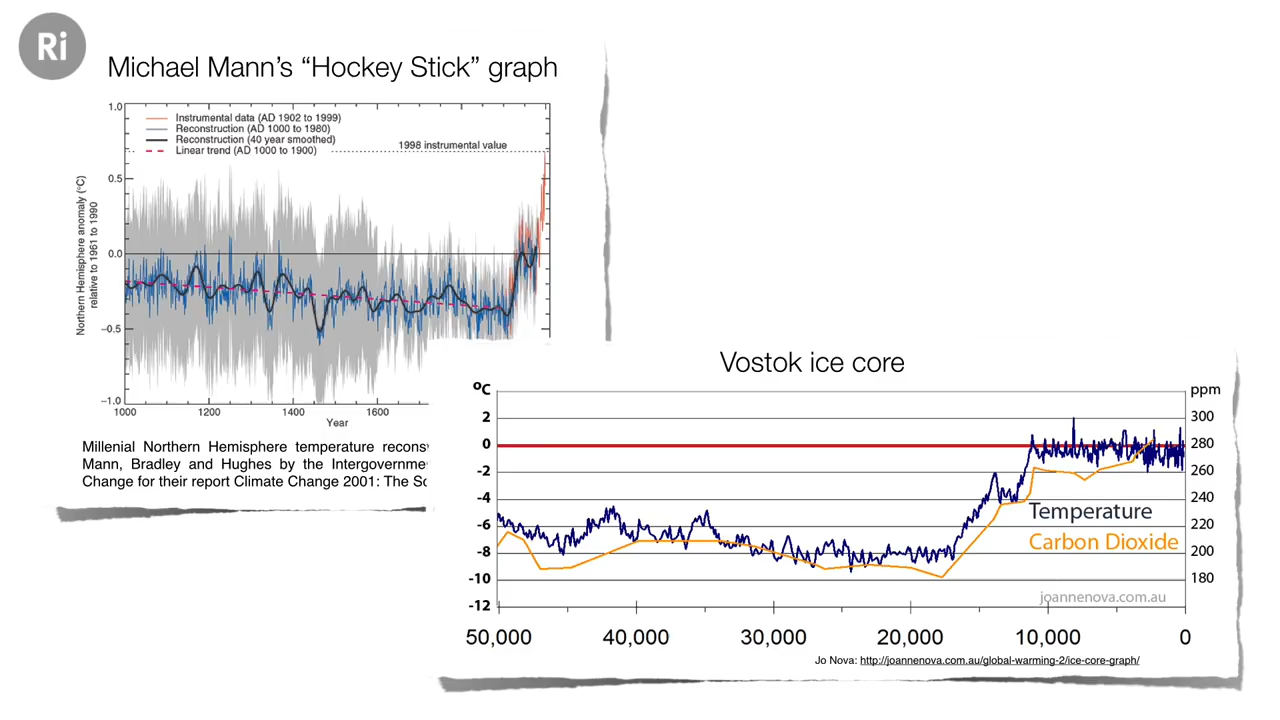 Ri
Michael Mann’s “Hockey Stick” graph
1.0
0.5
0.0
−0.5
−1.0
Northern Hemisphere anomaly (°C)
relative to 1961 to 1990
Instrumental data (AD 1902 to 1999)
Reconstruction (AD 1000 to 1980)
Reconstruction (40 year smoothed)
Linear trend (AD 1000 to 1900)
1998 instrumental value
1000 1200 1400 1600
Year
Millenial Northern Hemisphere temperature recons
Mann, Bradley and Hughes by the Intergovernme
Change for their report Climate Change 2001: The Sc
Vostok ice core
ºC ppm
2 300
0 280
-2 260
-4 240
-6 220
-8 200
-10 180
-12
Temperature
Carbon Dioxide
joannenova.com.au
50,000 40,000 30,000 20,000 10,000 0
Jo Nova: http://joannenova.com.au/global-warming-2/ice-core-graph/